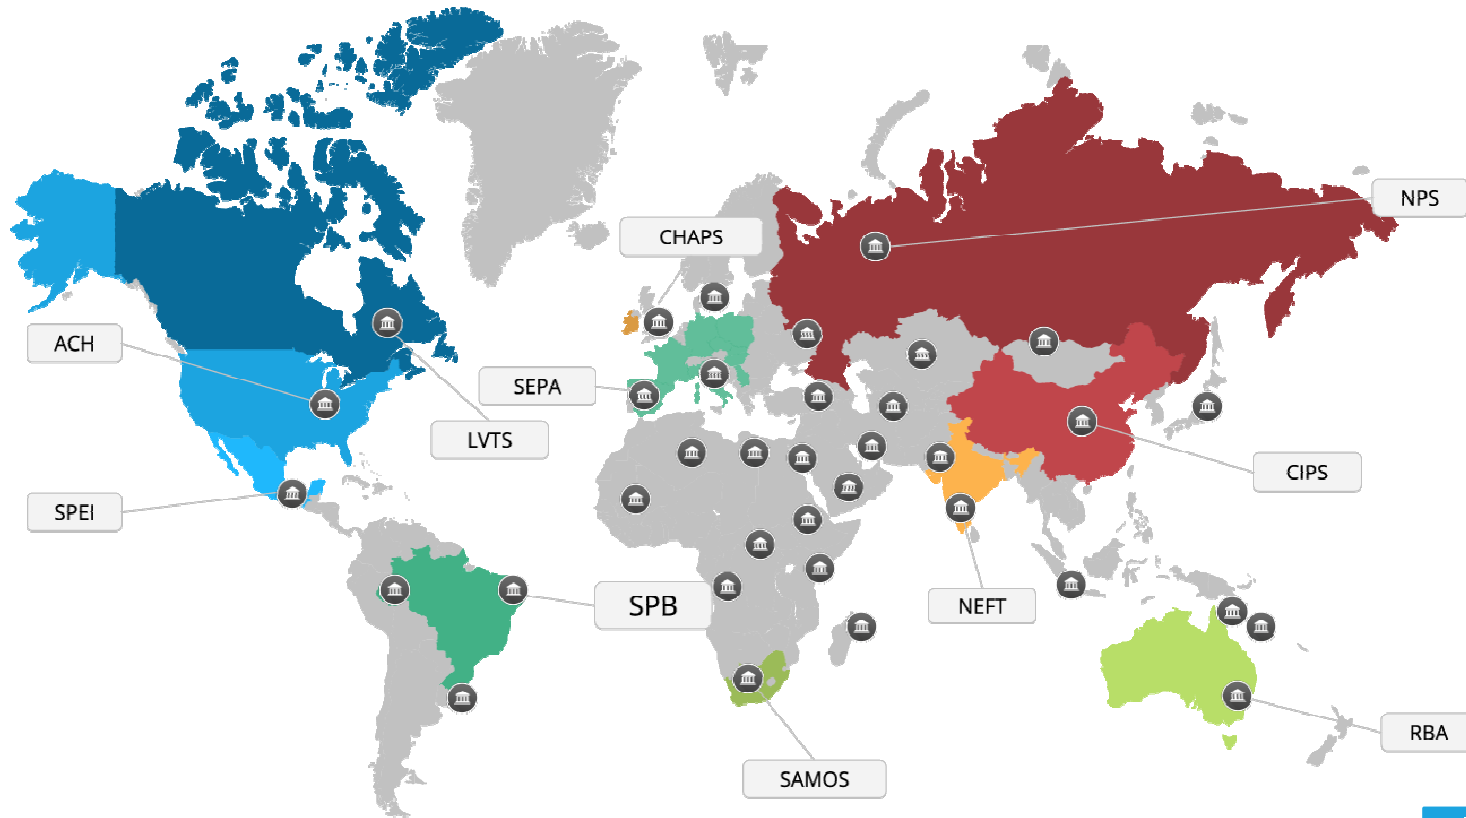 NPS
CHAPS
ACH
SEPA
LVTS
CIPS
SPEI
SPB
NEFT
RBA
SAMOS